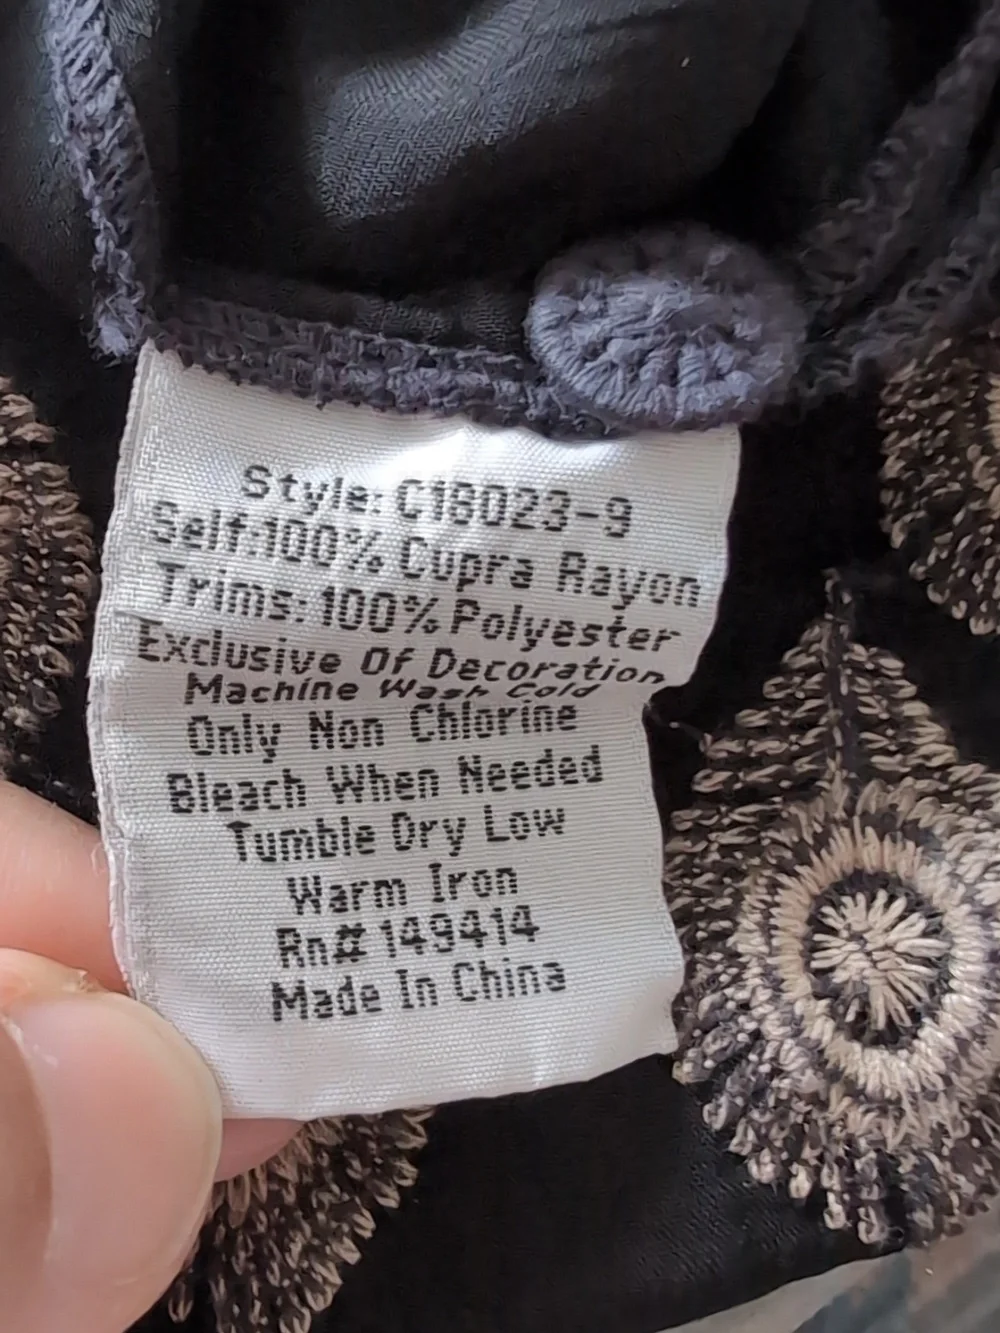 Style: C18023-9
Self:100% Cupra Rayon
Trims: 100% Polyester
Exclusive Of Decoration
Machine Wash Cold
Only Non Chlorine
Bleach When Needed
Tumble Dry Low
Warm Iron
Rn# 149414
Made In China